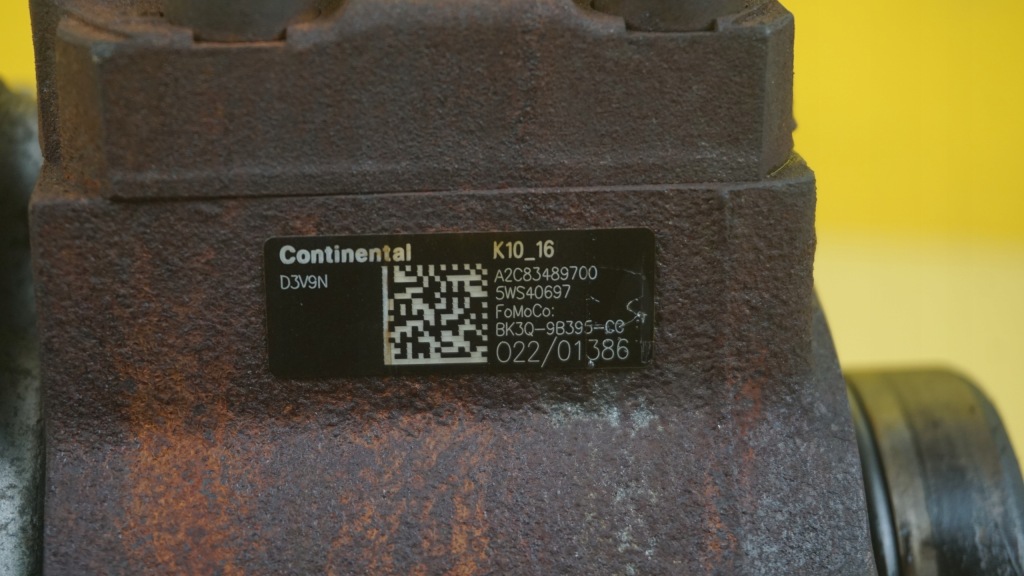 Continental K10_16
D3V9N
A2C83489700
5WS40697
FoMoCo:
BK3Q-9B395-CC
022/01386